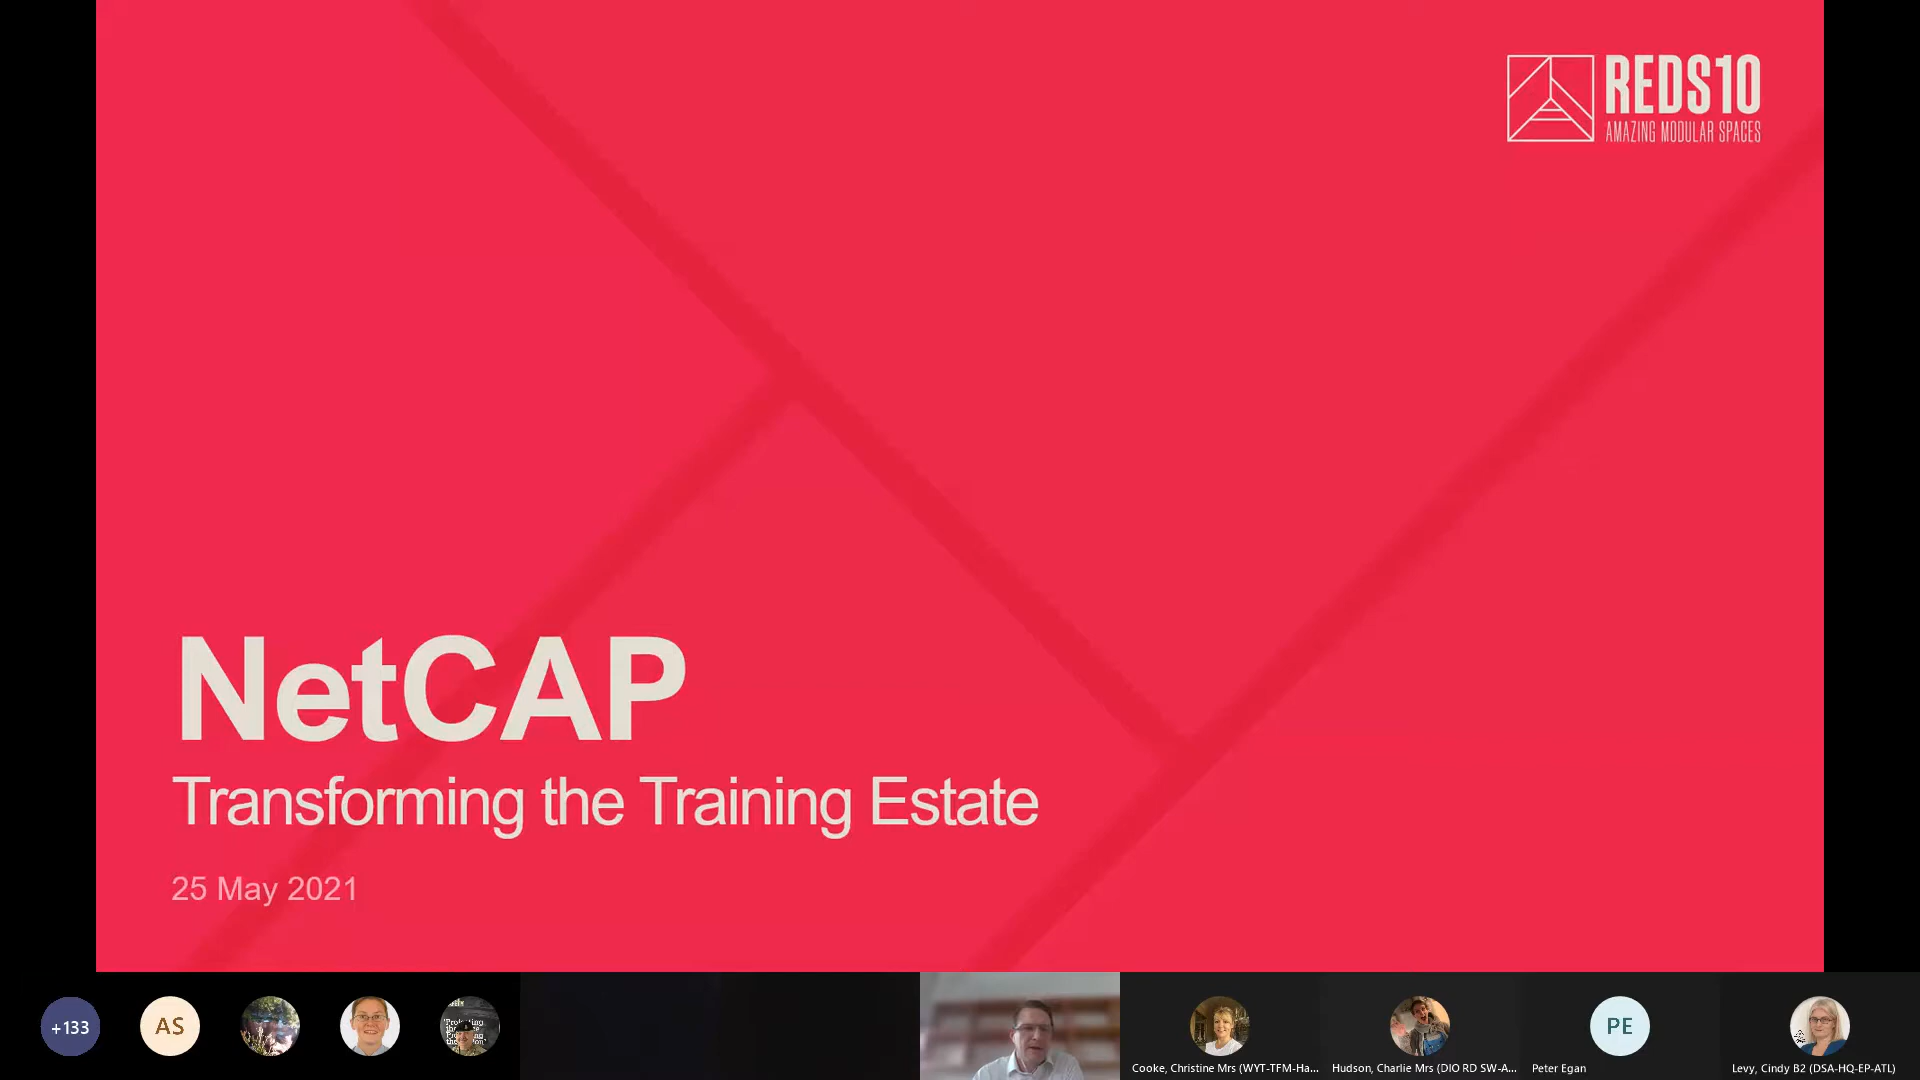 REDS10
AMAZING MODULAR SPACES
NetCAP
Transforming the Training Estate
25 May 2021
+133
AS
PE
Cooke, Christine Mrs (WYT-TFM-Ha...
Hudson, Charlie Mrs (DIO RD SW-A...
Peter Egan
Levy, Cindy B2 (DSA-HQ-EP-ATL)